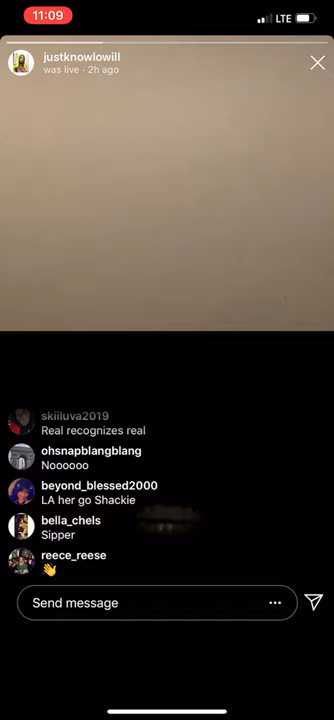 11:09
LTE
justknowlowill
was live · 2h ago
skiiluva2019
Real recognizes real
ohsnapblangblang
Noooooo
beyond_blessed2000
LA her go Shackie
bella_chels
Sipper
reece_reese
👋
Send message